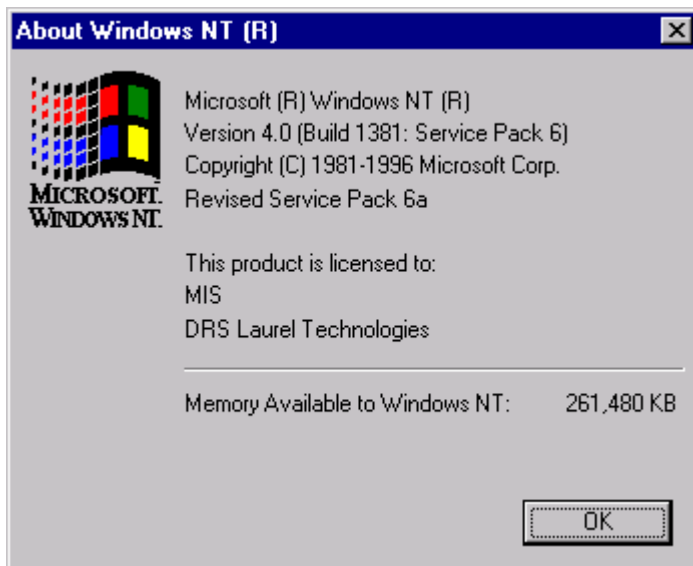 About Windows NT (R)
Microsoft (R) Windows NT (R)
Version 4.0 (Build 1381: Service Pack 6)
Copyright (C) 1981-1996 Microsoft Corp.
Revised Service Pack 6a
MICROSOFT.
WINDOWS NT.
This product is licensed to:
MIS
DRS Laurel Technologies
Memory Available to Windows NT: 261,480 KB
OK